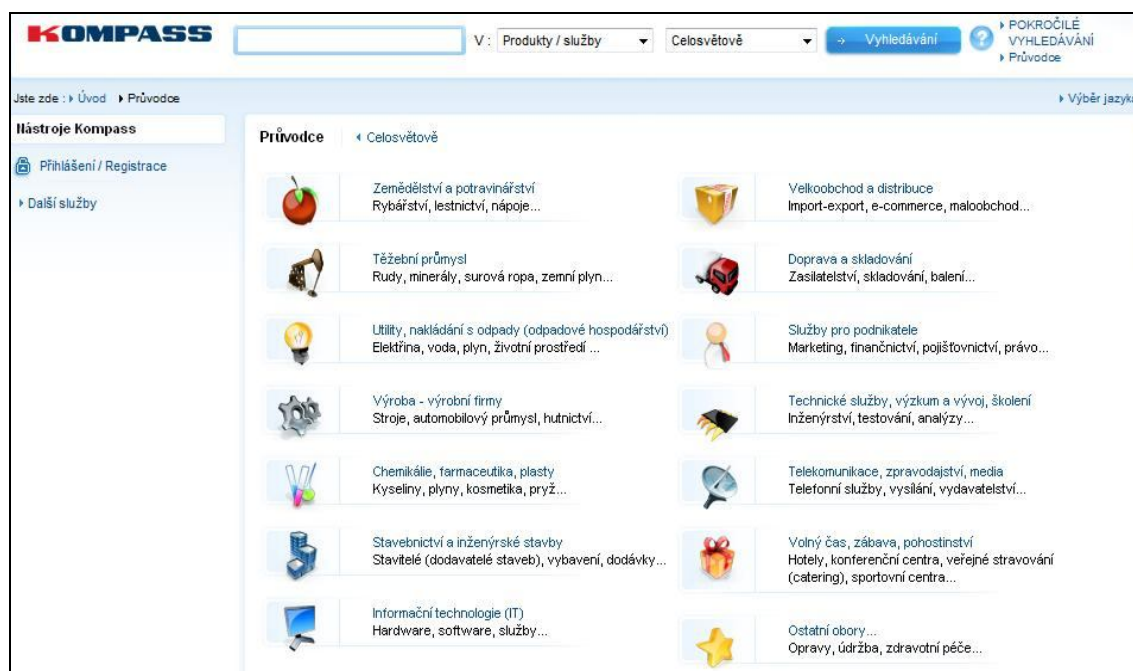 KOMPASS
V : Produkty / služby
Celosvětově
Vyhledávání
?
POKROČILÉ
VYHLEDÁVÁNÍ
Průvodce
Jste zde : Úvod Průvodce
Výběr jazyka
Nástroje Kompass
Přihlášení / Registrace
Další služby
Průvodce Celosvětově
Zemědělství a potravinářství
Rybářství, lestnictví, nápoje...
Těžební průmysl
Rudy, minerály, surová ropa, zemní plyn...
Utility, nakládání s odpady (odpadové hospodářství)
Elektřina, voda, plyn, životní prostředí ...
Výroba - výrobní firmy
Stroje, automobilový průmysl, hutnictví...
Chemikálie, farmaceutika, plasty
Kyseliny, plyny, kosmetika, pryž...
Stavebnictví a inženýrské stavby
Stavitelé (dodavatelé staveb), vybavení, dodávky...
Informační technologie (IT)
Hardware, software, služby...
Velkoobchod a distribuce
Import-export, e-commerce, maloobchod...
Doprava a skladování
Zasilatelství, skladování, balení...
Služby pro podnikatele
Marketing, finančnictví, pojišťovnictví, právo...
Technické služby, výzkum a vývoj, školení
Inženýrství, testování, analýzy...
Telekomunikace, zpravodajství, media
Telefonní služby, vysílání, vydavatelství...
Volný čas, zábava, pohostinství
Hotely, konferenční centra, veřejné stravování
(catering), sportovní centra...
Ostatní obory...
Opravy, údržba, zdravotní péče...